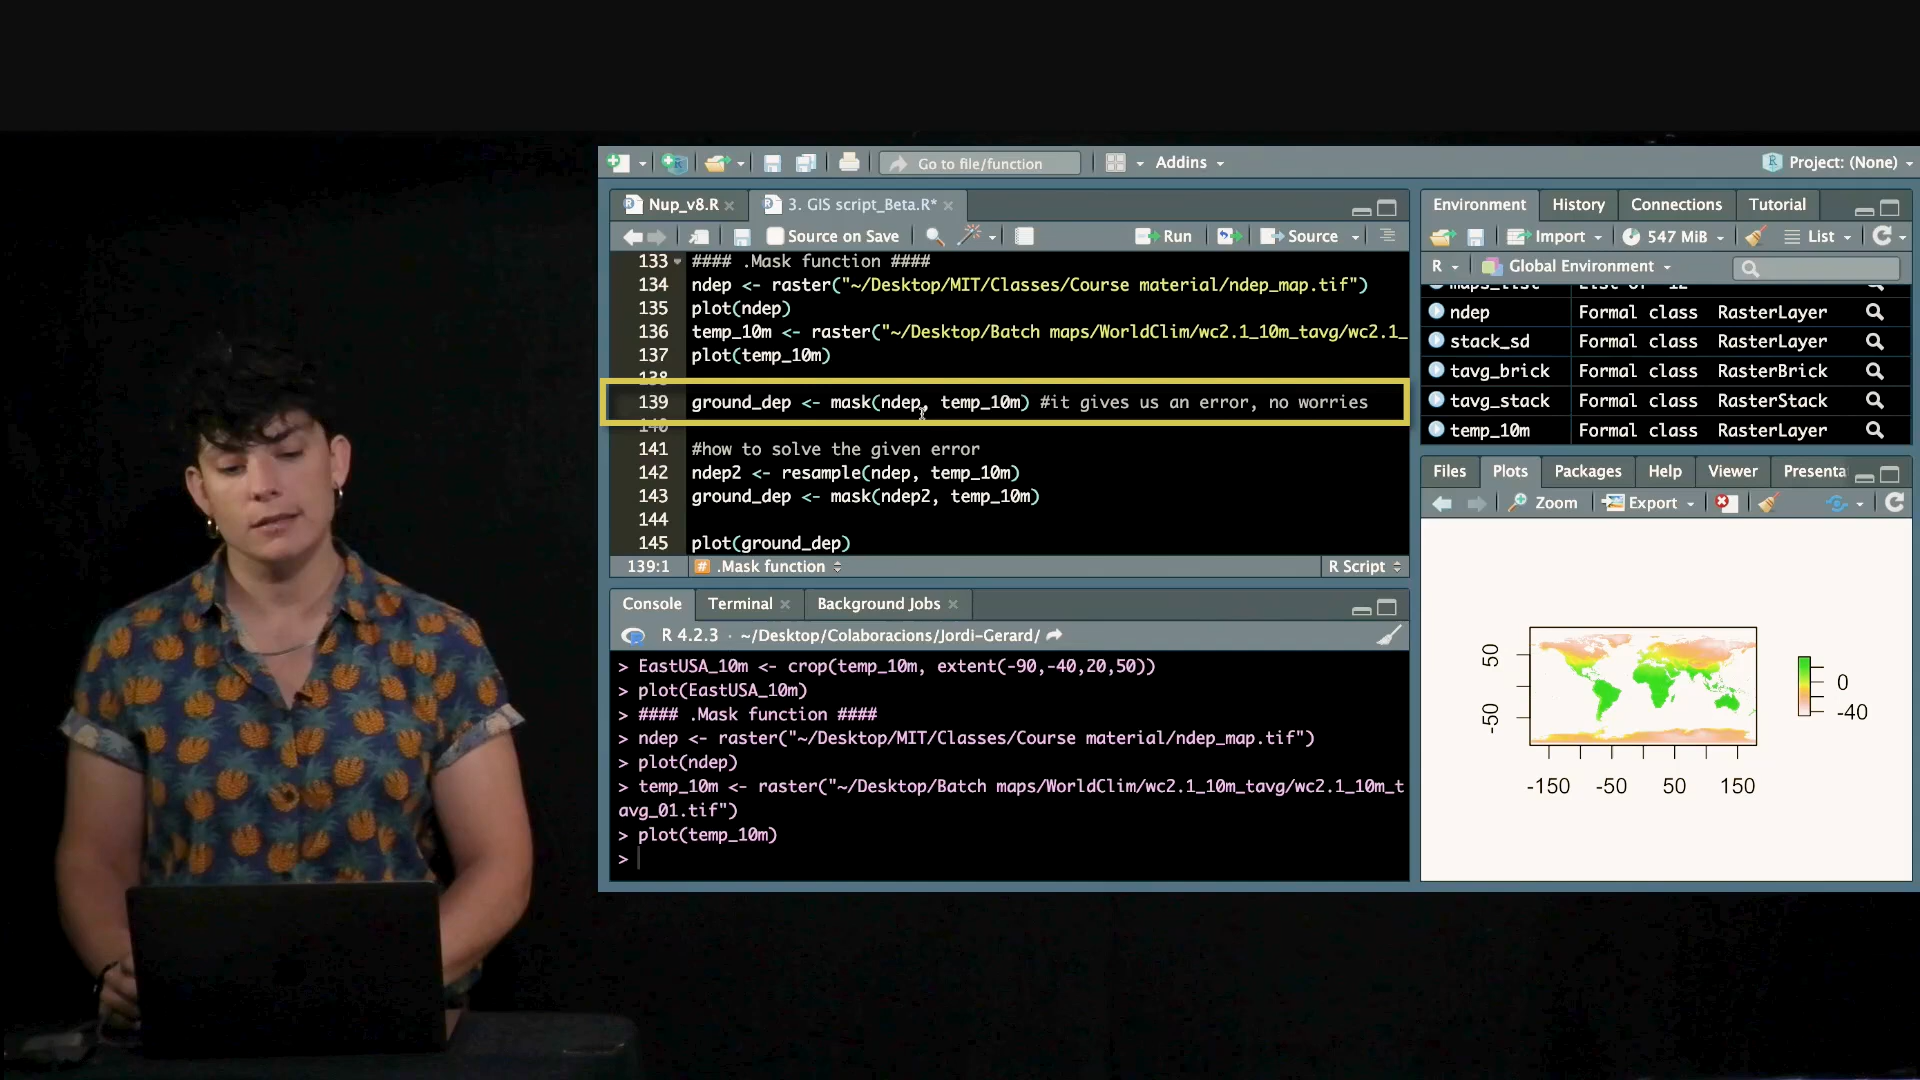 Go to file/function
Addins
Project: (None)
Nup_v8.R
3. GIS script_Beta.R*
Source on Save
Run
Source
133 #### .Mask function ####
134 ndep <- raster("~/Desktop/MIT/Classes/Course material/ndep_map.tif")
135 plot(ndep)
136 temp_10m <- raster("~/Desktop/Batch maps/WorldClim/wc2.1_10m_tavg/wc2.1_
137 plot(temp_10m)
138
139 ground_dep <- mask(ndep, temp_10m) #it gives us an error, no worries
140
141 #how to solve the given error
142 ndep2 <- resample(ndep, temp_10m)
143 ground_dep <- mask(ndep2, temp_10m)
144
145 plot(ground_dep)
139:1
# .Mask function
R Script
Console
Terminal
Background Jobs
R 4.2.3 · ~/Desktop/Colaboracions/Jordi-Gerard/
> EastUSA_10m <- crop(temp_10m, extent(-90,-40,20,50))
> plot(EastUSA_10m)
> #### .Mask function ####
> ndep <- raster("~/Desktop/MIT/Classes/Course material/ndep_map.tif")
> plot(ndep)
> temp_10m <- raster("~/Desktop/Batch maps/WorldClim/wc2.1_10m_tavg/wc2.1_10m_t
avg_01.tif")
> plot(temp_10m)
>
Environment
History
Connections
Tutorial
Import
547 MiB
List
R
Global Environment
maps_list List of 12
ndep Formal class RasterLayer
stack_sd Formal class RasterLayer
tavg_brick Formal class RasterBrick
tavg_stack Formal class RasterStack
temp_10m Formal class RasterLayer
Files
Plots
Packages
Help
Viewer
Presenta
Zoom
Export
50
-50
-150 -50 50 150
0
-40